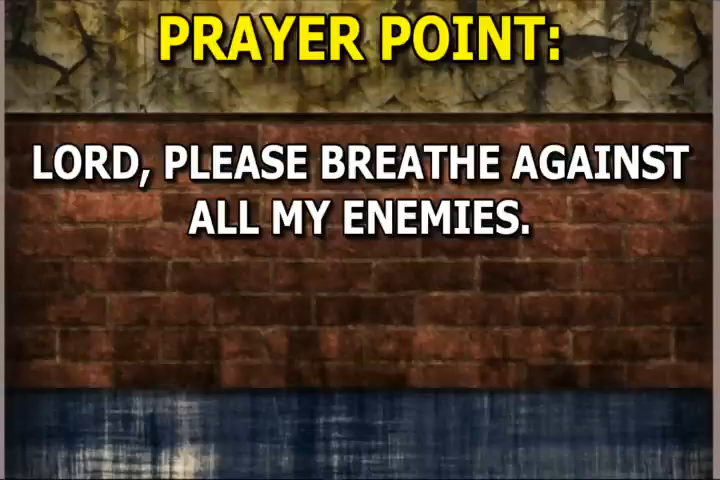 PRAYER POINT:
LORD, PLEASE BREATHE AGAINST
ALL MY ENEMIES.